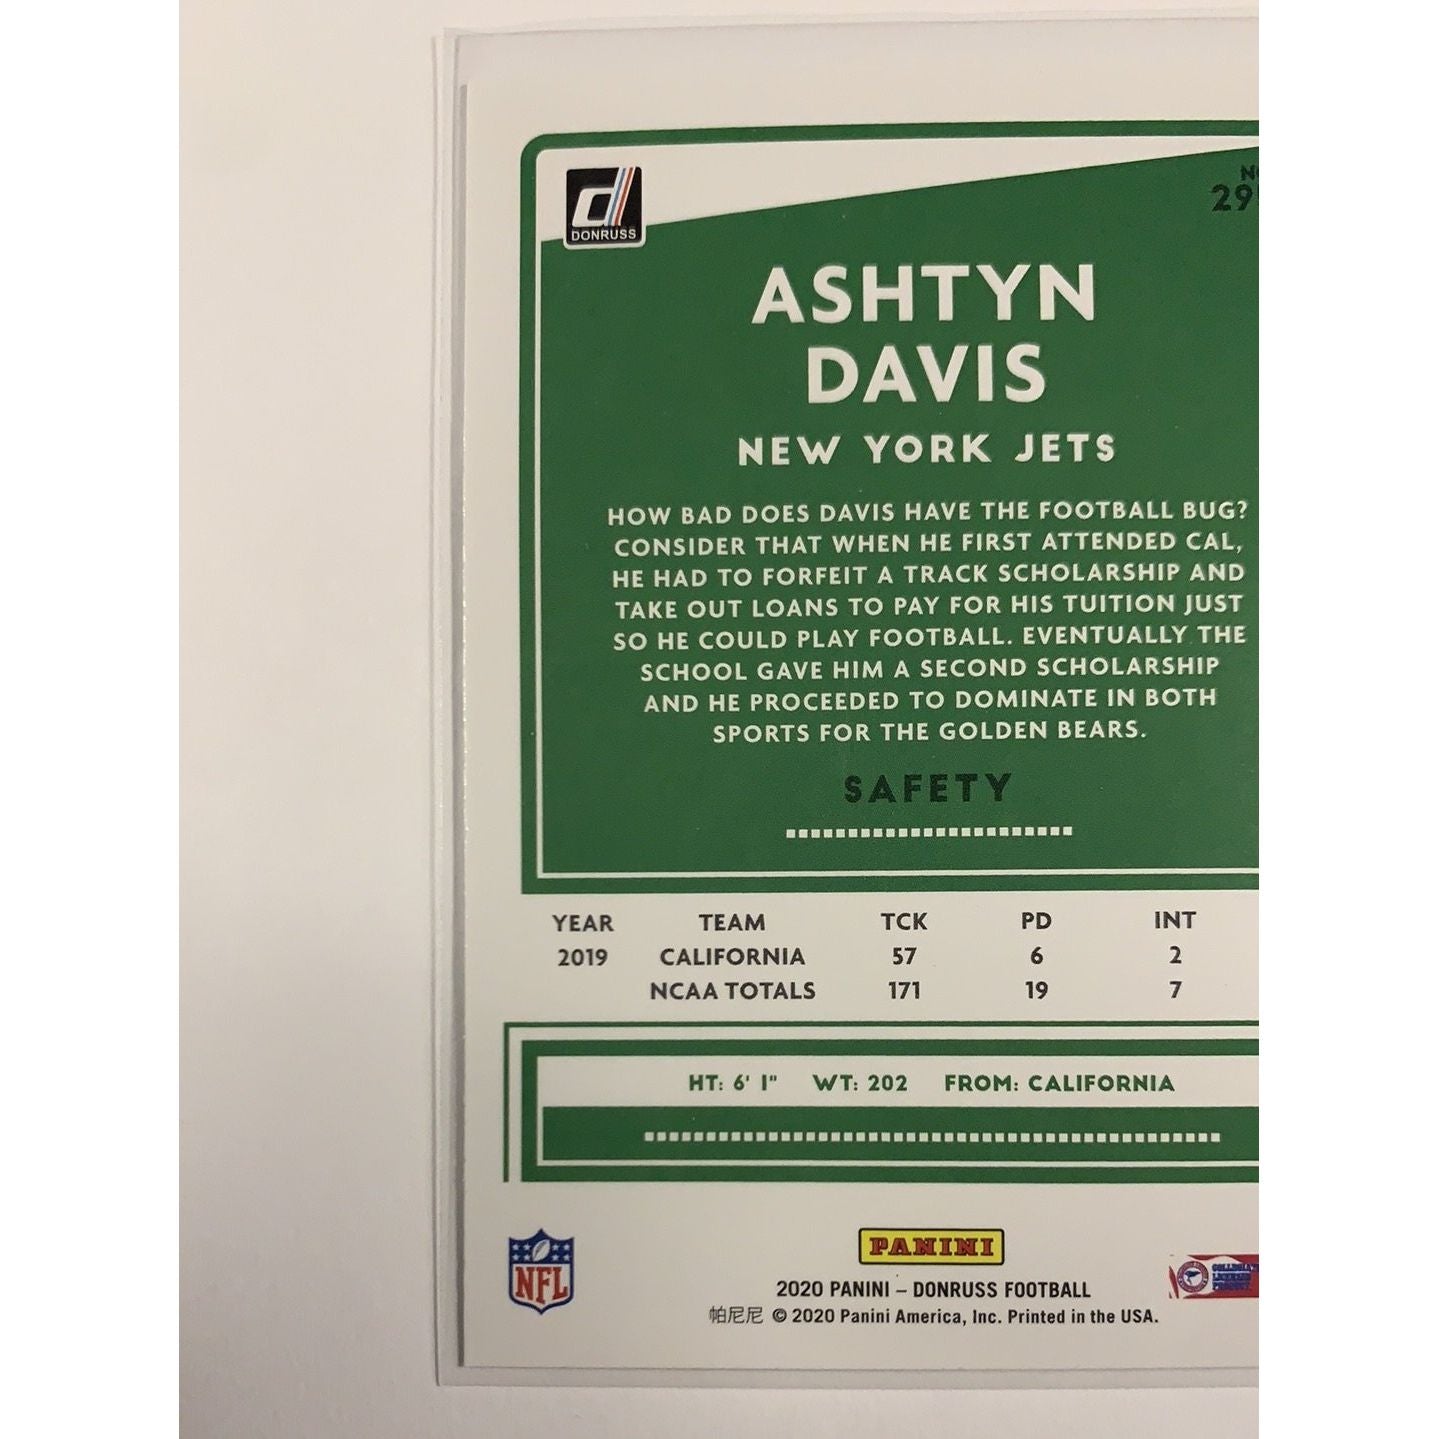 DONRUSS
ASHTYN
DAVIS
NEW YORK JETS
HOW BAD DOES DAVIS HAVE THE FOOTBALL BUG?
CONSIDER THAT WHEN HE FIRST ATTENDED CAL,
HE HAD TO FORFEIT A TRACK SCHOLARSHIP AND
TAKE OUT LOANS TO PAY FOR HIS TUITION JUST
SO HE COULD PLAY FOOTBALL. EVENTUALLY THE
SCHOOL GAVE HIM A SECOND SCHOLARSHIP
AND HE PROCEEDED TO DOMINATE IN BOTH
SPORTS FOR THE GOLDEN BEARS.
SAFETY
YEAR TEAM TCK PD INT
2019 CALIFORNIA 57 6 2
NCAA TOTALS 171 19 7
HT: 6' 1" WT: 202 FROM: CALIFORNIA
NFL
PANINI
2020 PANINI – DONRUSS FOOTBALL
帕尼尼 © 2020 Panini America, Inc. Printed in the USA.